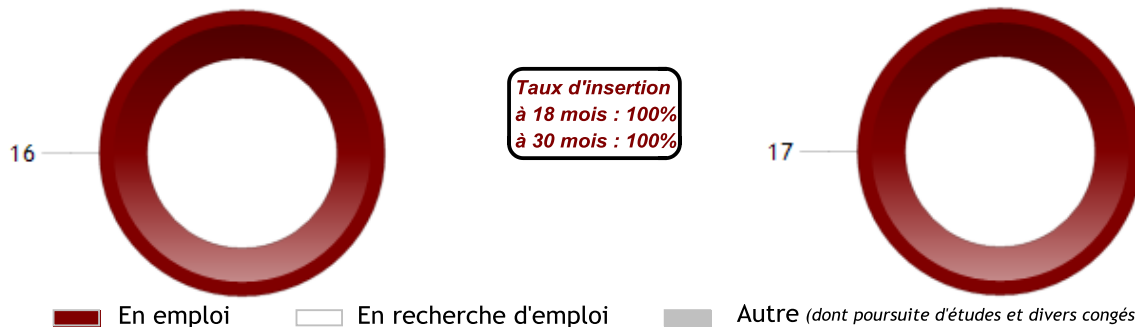 16
Taux d'insertion
à 18 mois : 100%
à 30 mois : 100%
17
En emploi
En recherche d'emploi
Autre (dont poursuite d'études et divers congés